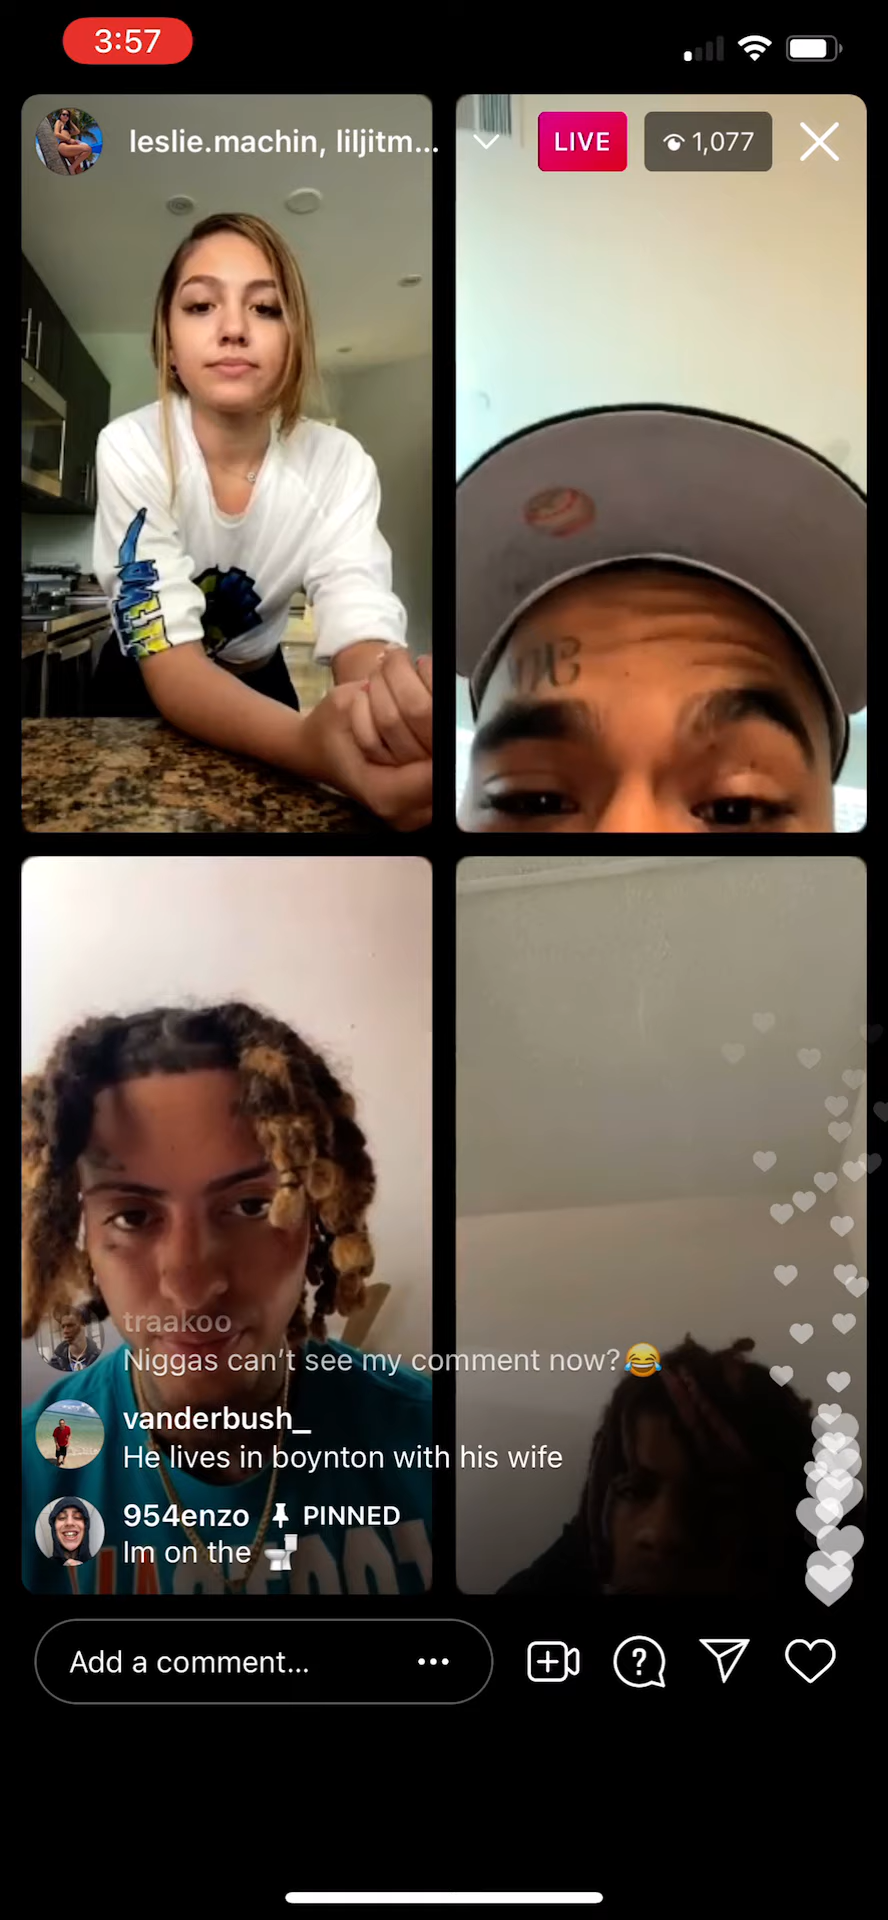 3:57
leslie.machin, liljitm...
LIVE
1,077
traakoo
Niggas can't see my comment now?😂
vanderbush_
He lives in boynton with his wife
954enzo PINNED
Im on the 🚽
Add a comment...